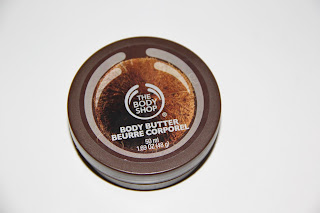 THE
BODY
SHOP
®
BODY BUTTER
BEURRE CORPOREL
50 ml
1.69 OZ (48 g)